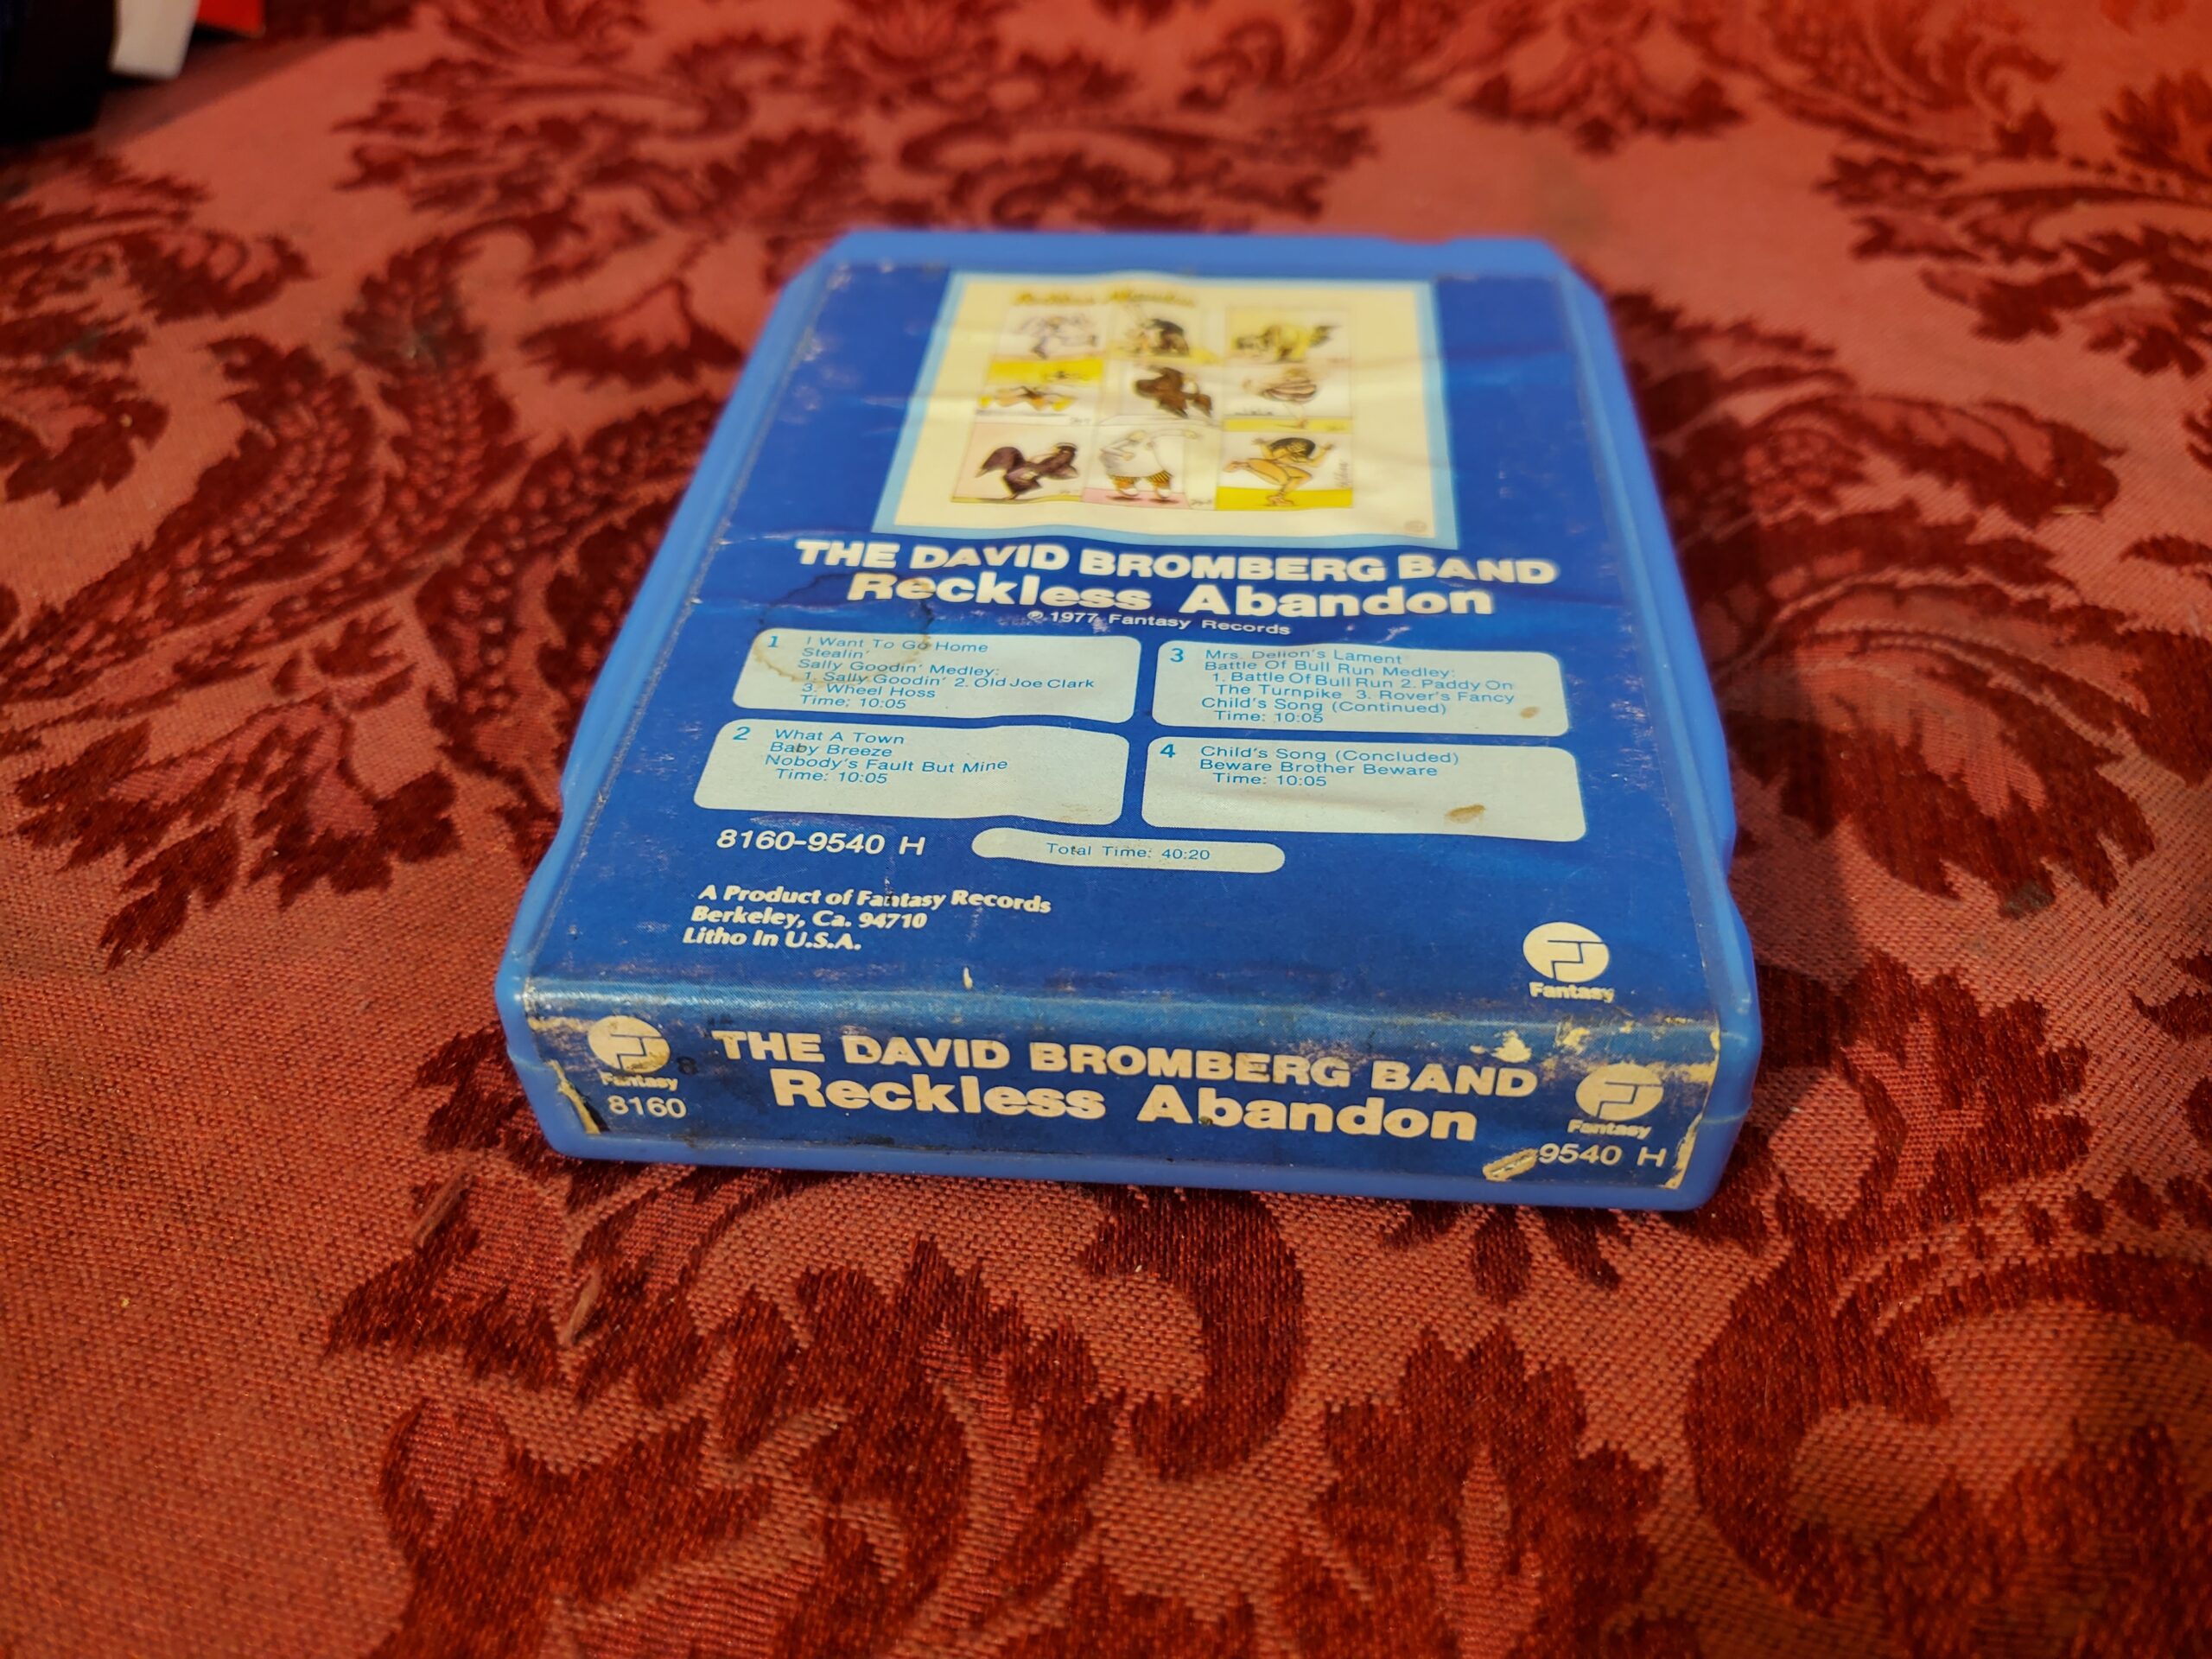 Reckless Abandon
THE DAVID BROMBERG BAND
Reckless Abandon
℗ 1977 Fantasy Records
1 I Want To Go Home
Stealin'
Sally Goodin' Medley:
1. Sally Goodin' 2. Old Joe Clark
3. Wheel Hoss
Time: 10:05
2 What A Town
Baby Breeze
Nobody's Fault But Mine
Time: 10:05
3 Mrs. Delion's Lament
Battle Of Bull Run Medley:
1. Battle Of Bull Run 2. Paddy On
The Turnpike 3. Rover's Fancy
Child's Song (Continued)
Time: 10:05
4 Child's Song (Concluded)
Beware Brother Beware
Time: 10:05
8160-9540 H
Total Time: 40:20
A Product of Fantasy Records
Berkeley, Ca. 94710
Litho In U.S.A.
Fantasy
Fantasy
8160
8
THE DAVID BROMBERG BAND
Reckless Abandon
Fantasy
9540 H